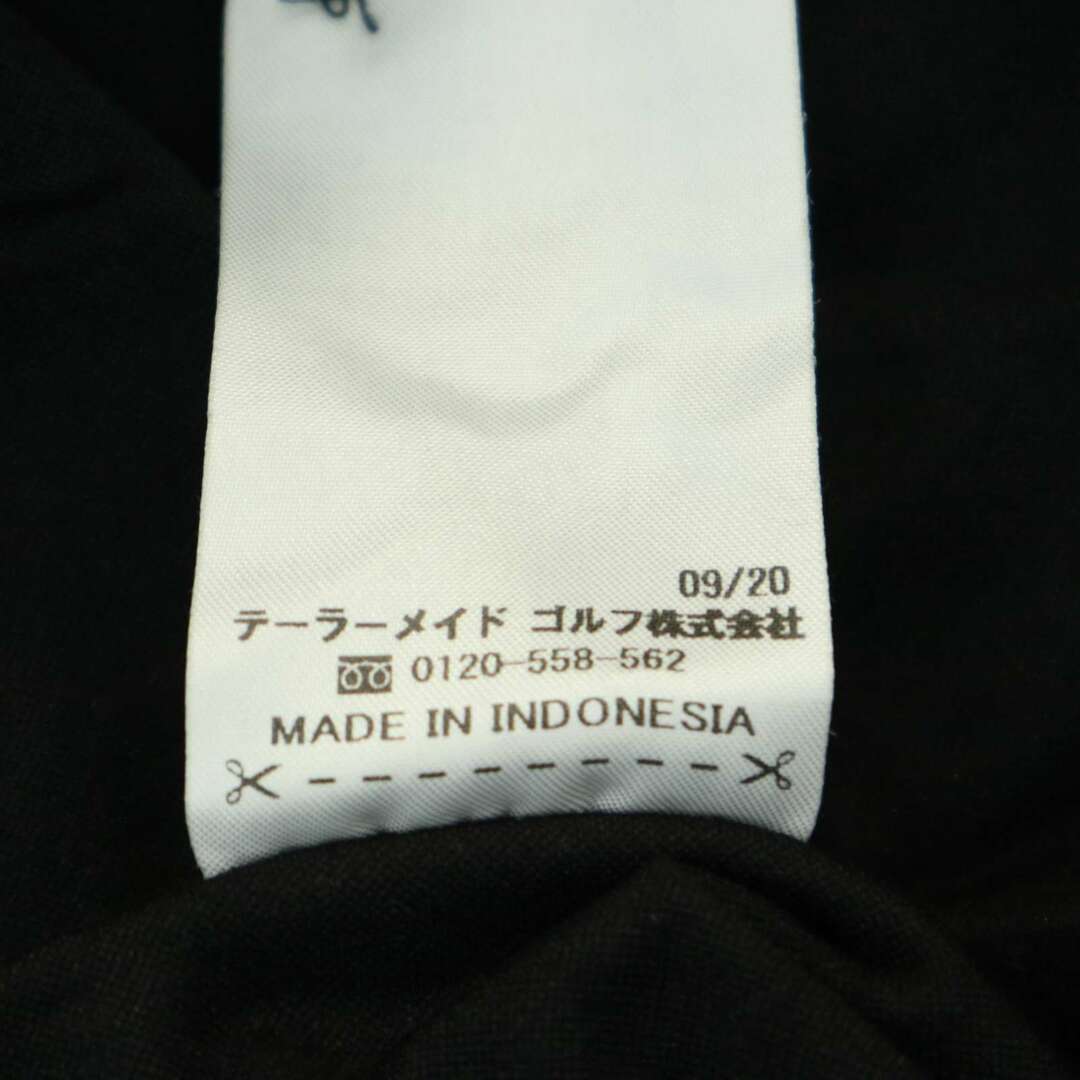 09/20
テーラーメイド ゴルフ株式会社
0120-558-562
MADE IN INDONESIA